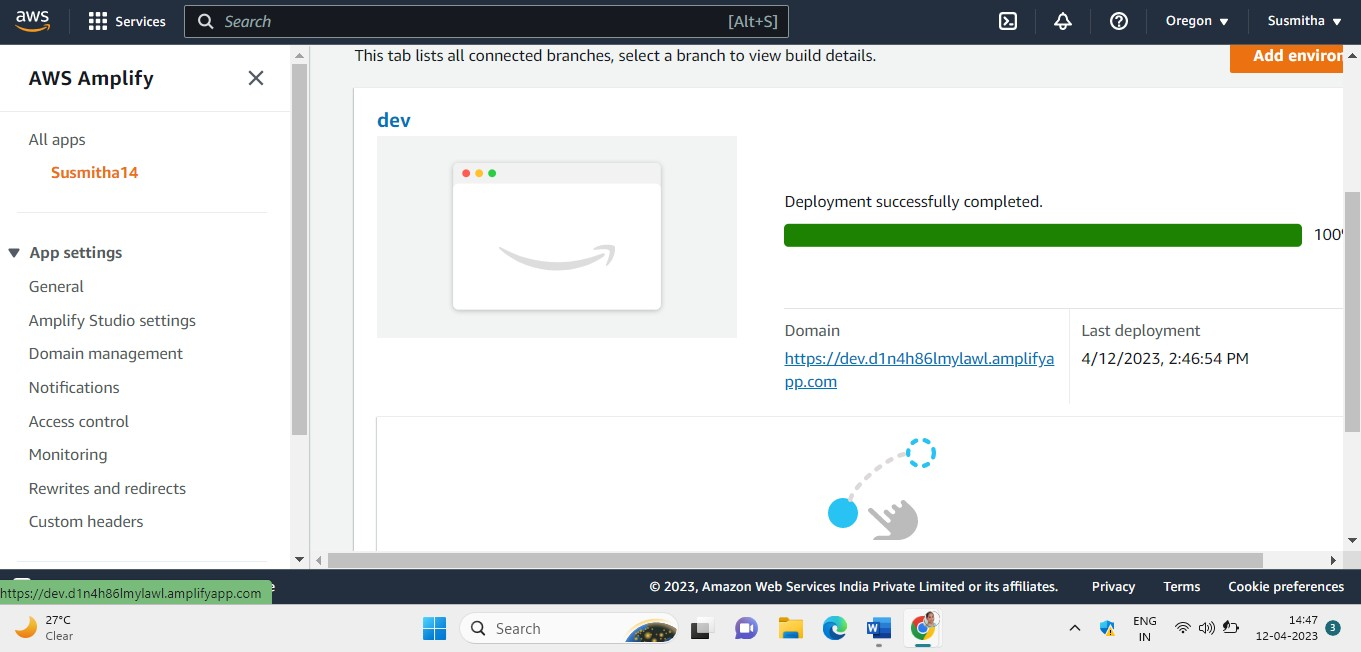 aws
Services
Search [Alt+S]
Oregon
Susmitha
AWS Amplify
All apps
Susmitha14
App settings
General
Amplify Studio settings
Domain management
Notifications
Access control
Monitoring
Rewrites and redirects
Custom headers
This tab lists all connected branches, select a branch to view build details.
Add environ
dev
Deployment successfully completed.
100
Domain
https://dev.d1n4h86lmylawl.amplifya
pp.com
Last deployment
4/12/2023, 2:46:54 PM
https://dev.d1n4h86lmylawl.amplifyapp.com
© 2023, Amazon Web Services India Private Limited or its affiliates.
Privacy
Terms
Cookie preferences
27°C
Clear
Search
ENG
IN
14:47
12-04-2023
3